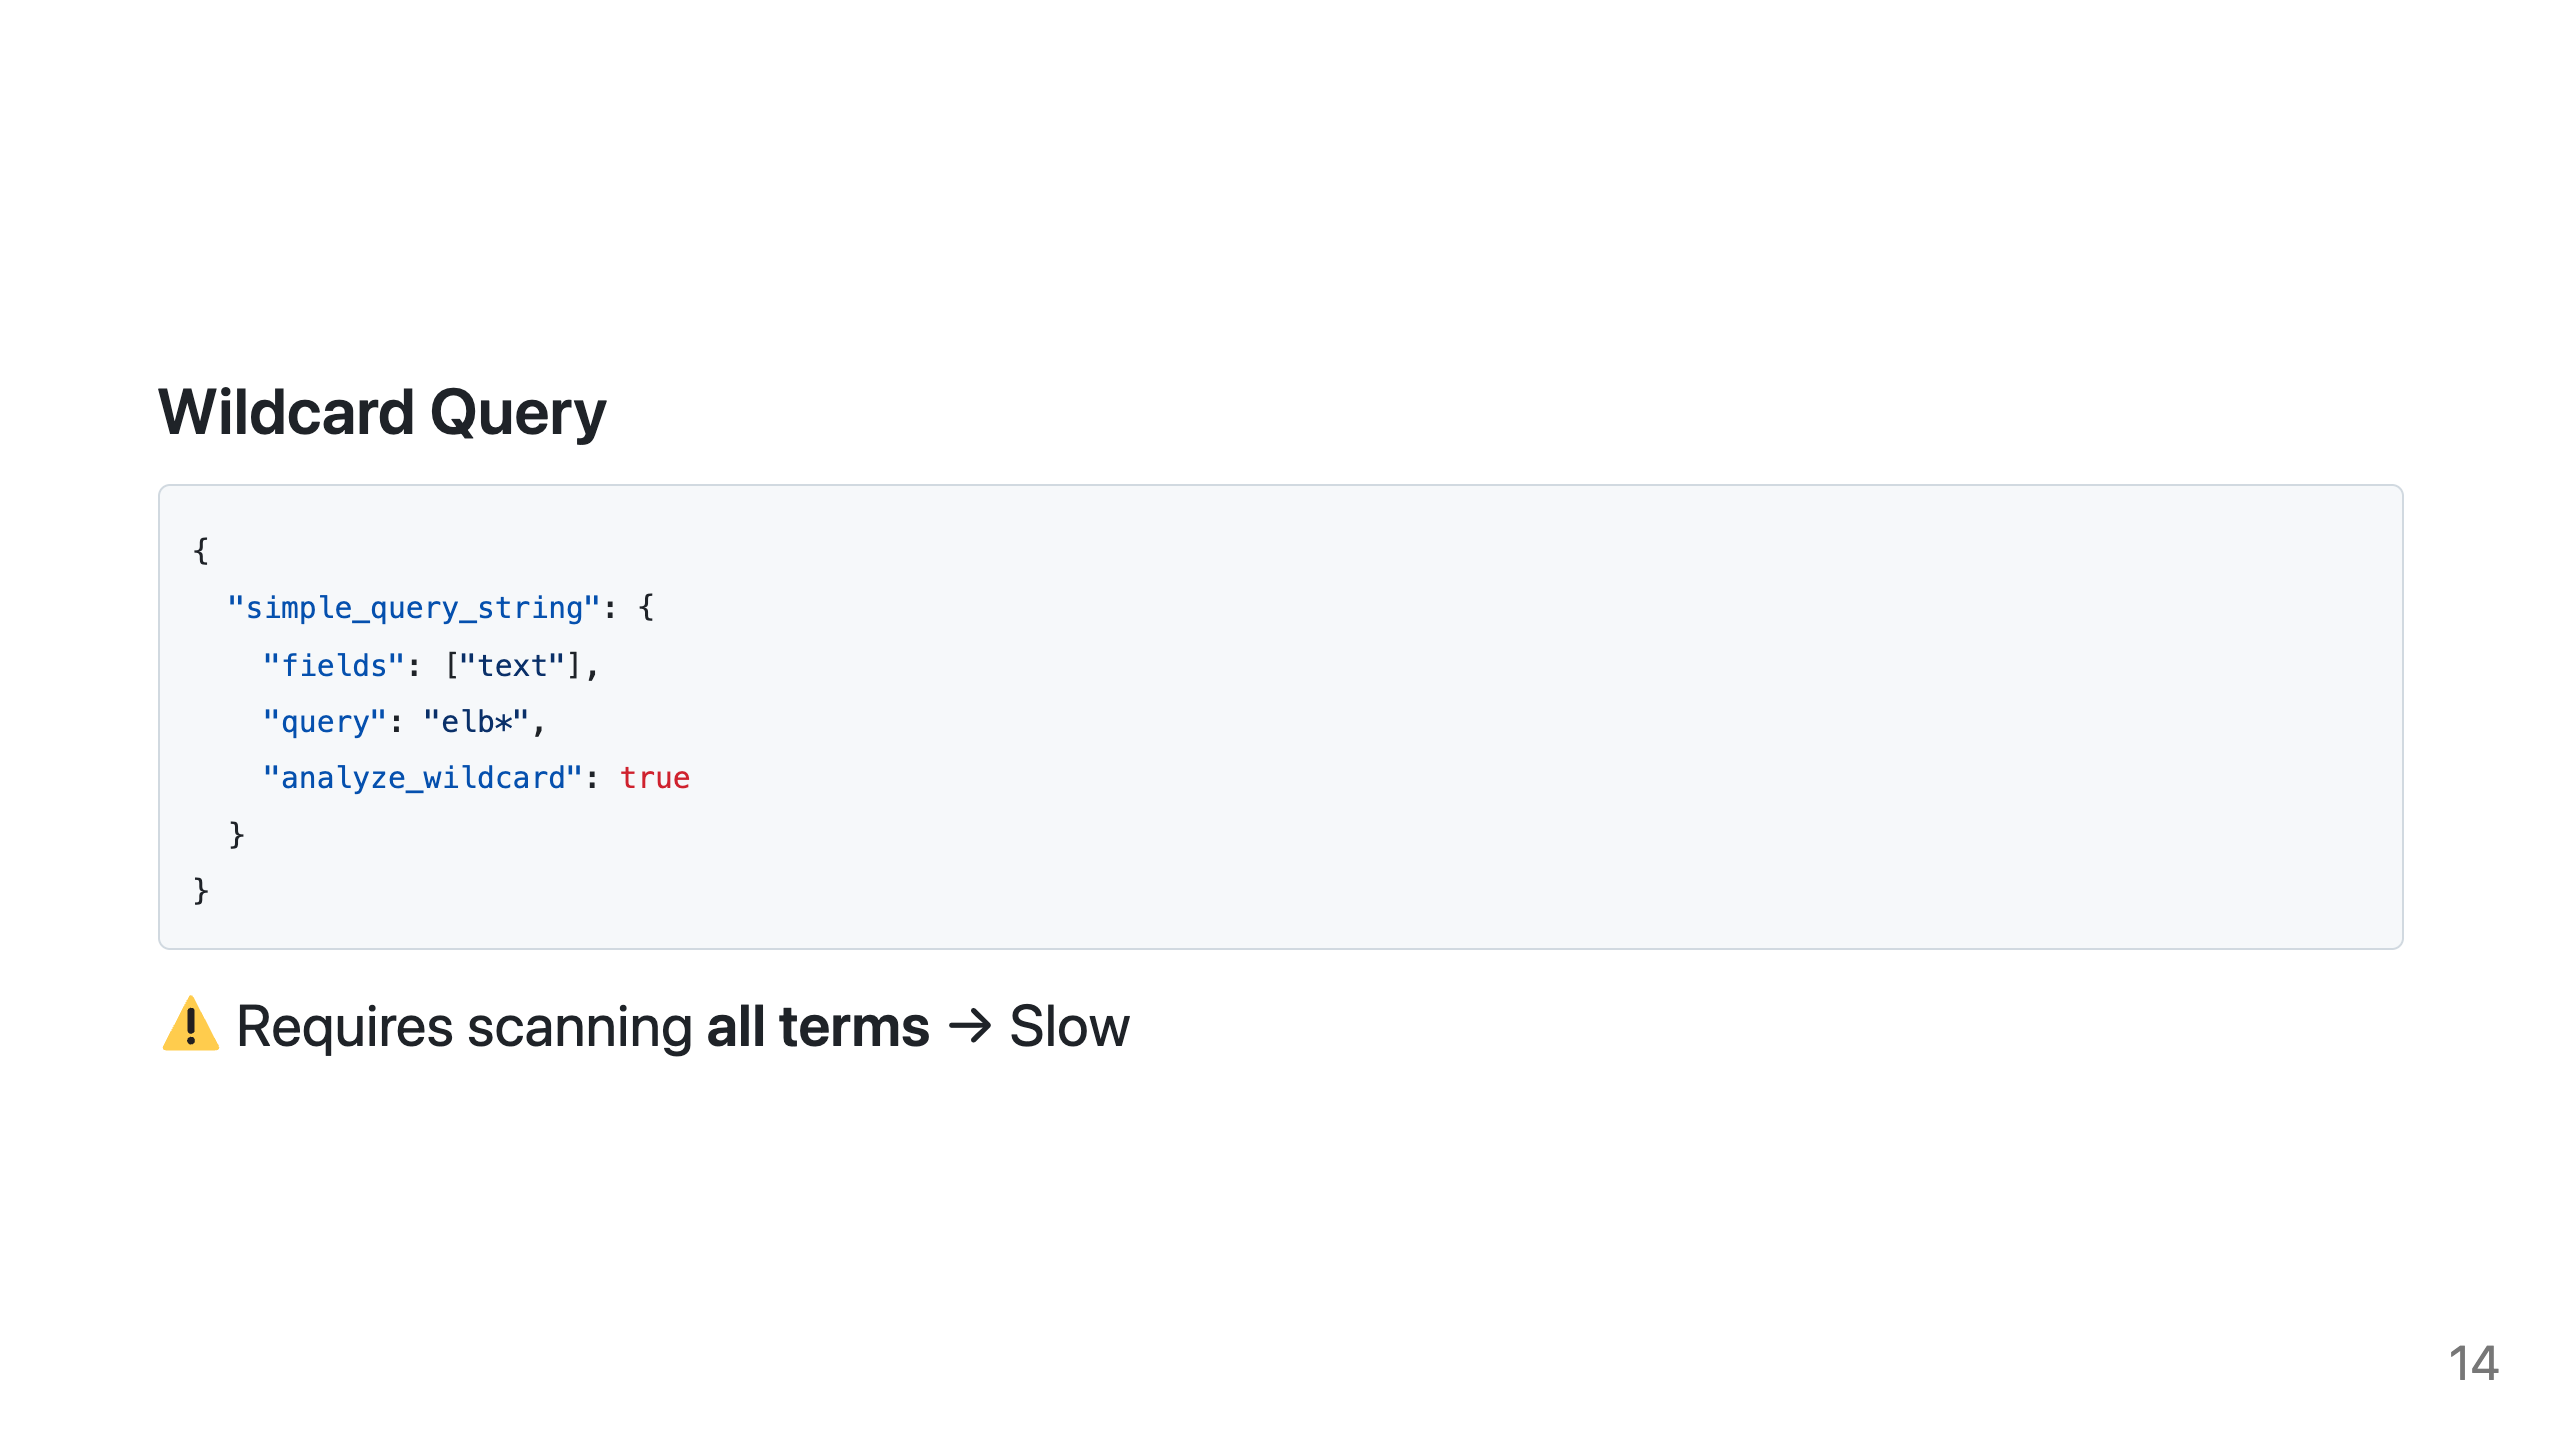 Wildcard Query
{
  "simple_query_string": {
    "fields": ["text"],
    "query": "elb*",
    "analyze_wildcard": true
  }
}
⚠️ Requires scanning all terms → Slow
14